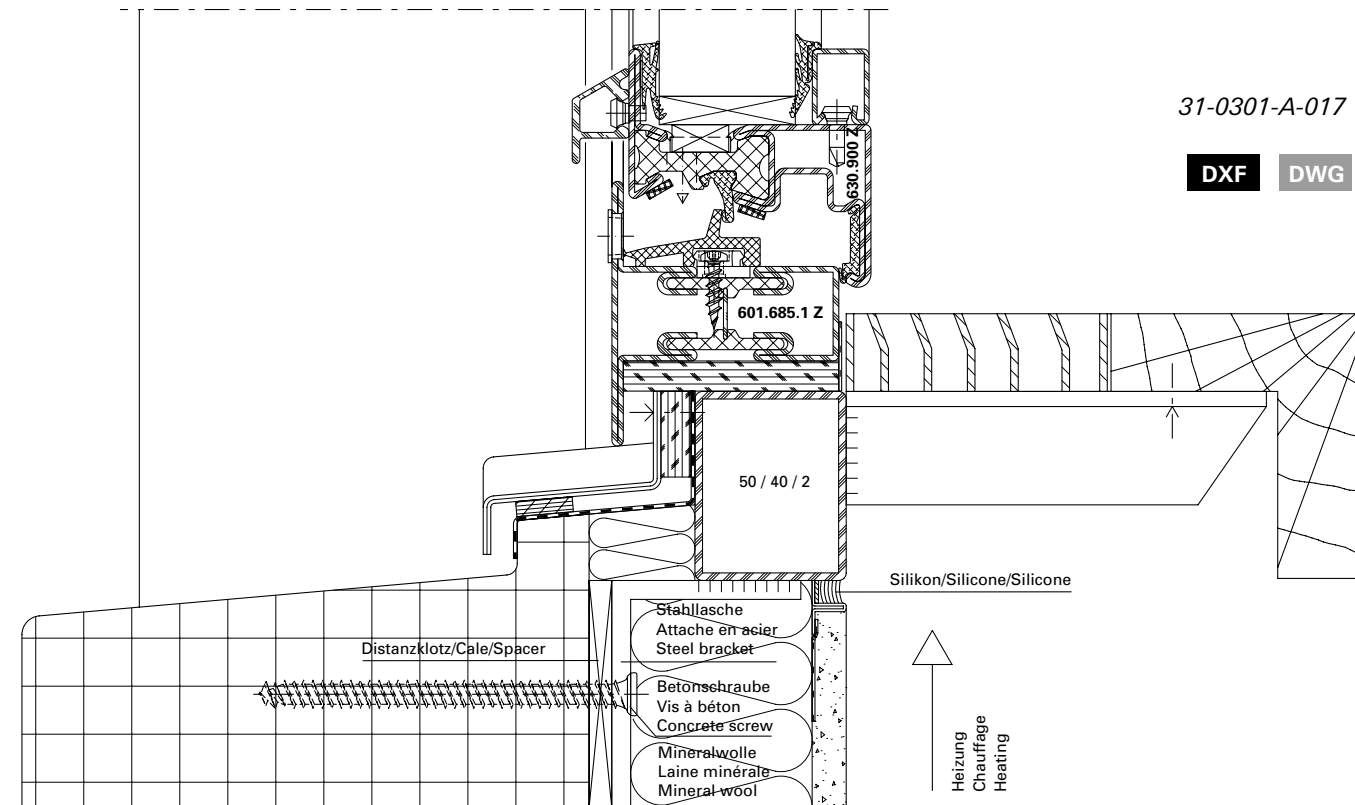 31-0301-A-017
DXF DWG
630.900 Z
601.685.1 Z
50 / 40 / 2
Silikon/Silicone/Silicone
Stahllasche
Attache en acier
Steel bracket
Distanzklotz/Cale/Spacer
Betonschraube
Vis à béton
Concrete screw
Mineralwolle
Laine minérale
Mineral wool
Heizung
Chauffage
Heating